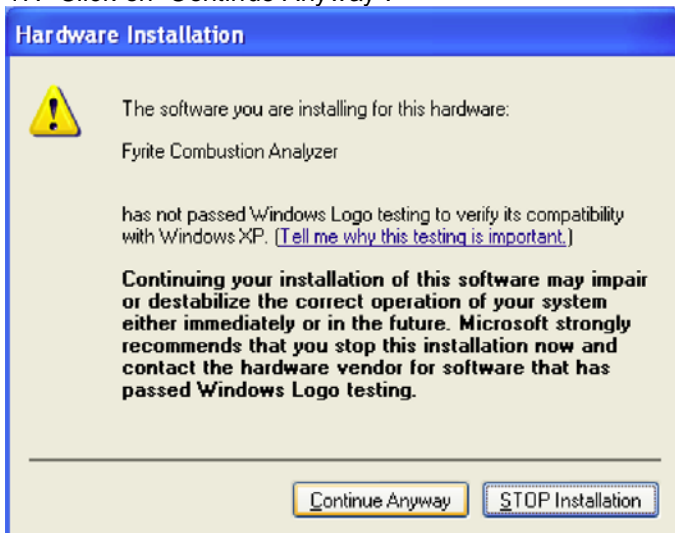 Click on "Continue Anyway".
Hardware Installation
The software you are installing for this hardware:
Fyrite Combustion Analyzer
has not passed Windows Logo testing to verify its compatibility
with Windows XP. (Tell me why this testing is important.)
Continuing your installation of this software may impair
or destabilize the correct operation of your system
either immediately or in the future. Microsoft strongly
recommends that you stop this installation now and
contact the hardware vendor for software that has
passed Windows Logo testing.
Continue Anyway STOP Installation